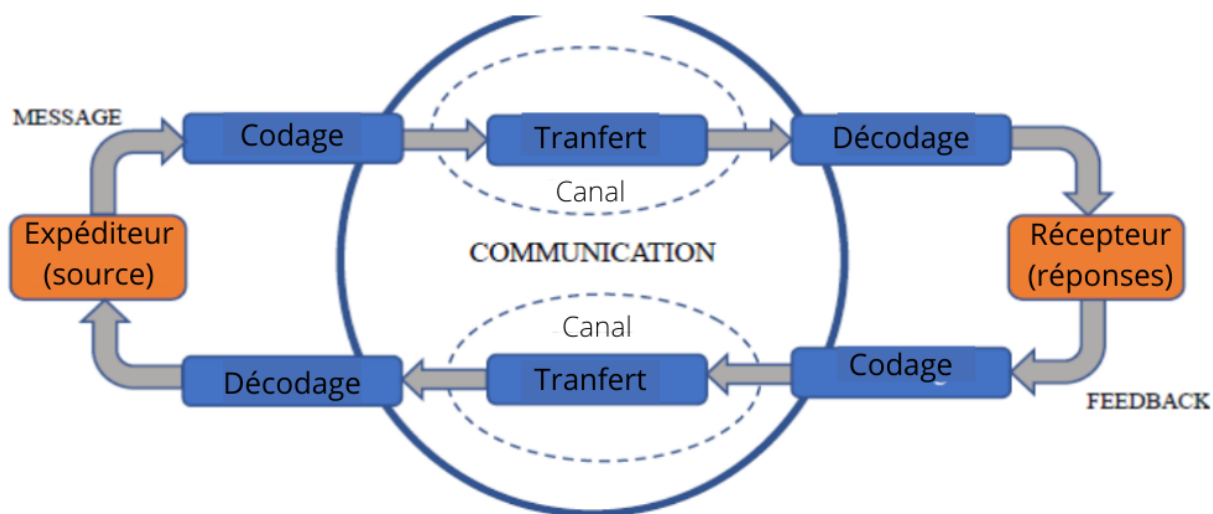 MESSAGE
Codage
Tranfert
Décodage
Canal
Expéditeur
(source)
COMMUNICATION
Récepteur
(réponses)
Canal
Décodage
Tranfert
Codage
FEEDBACK